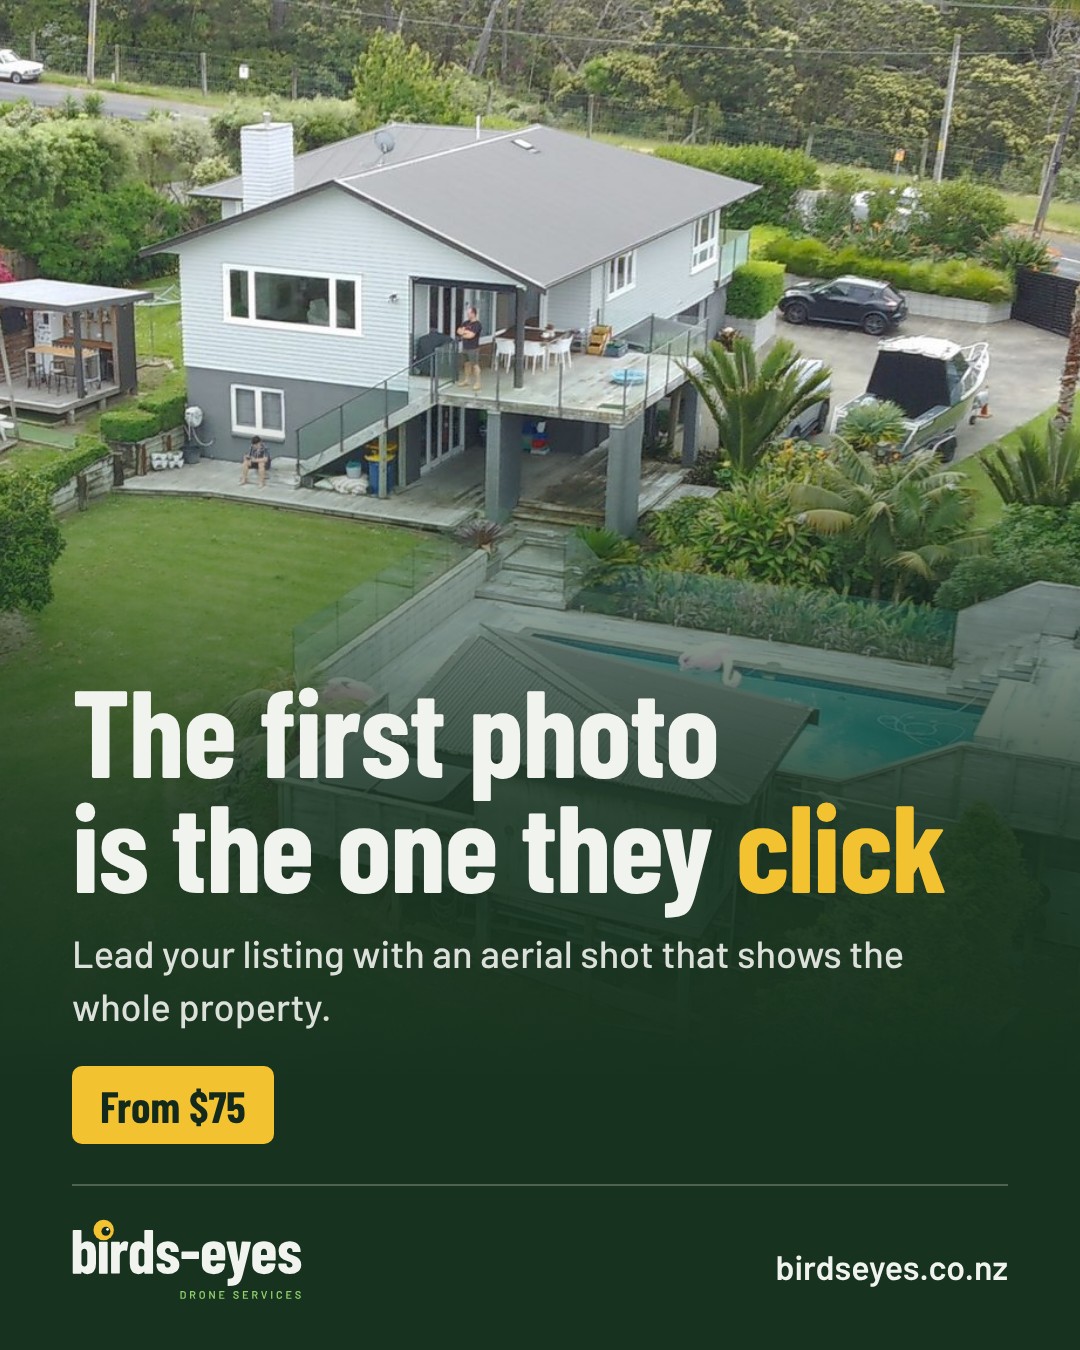 The first photo
is the one they click
Lead your listing with an aerial shot that shows the
whole property.
From $75
birds-eyes
DRONE SERVICES
birdseyes.co.nz